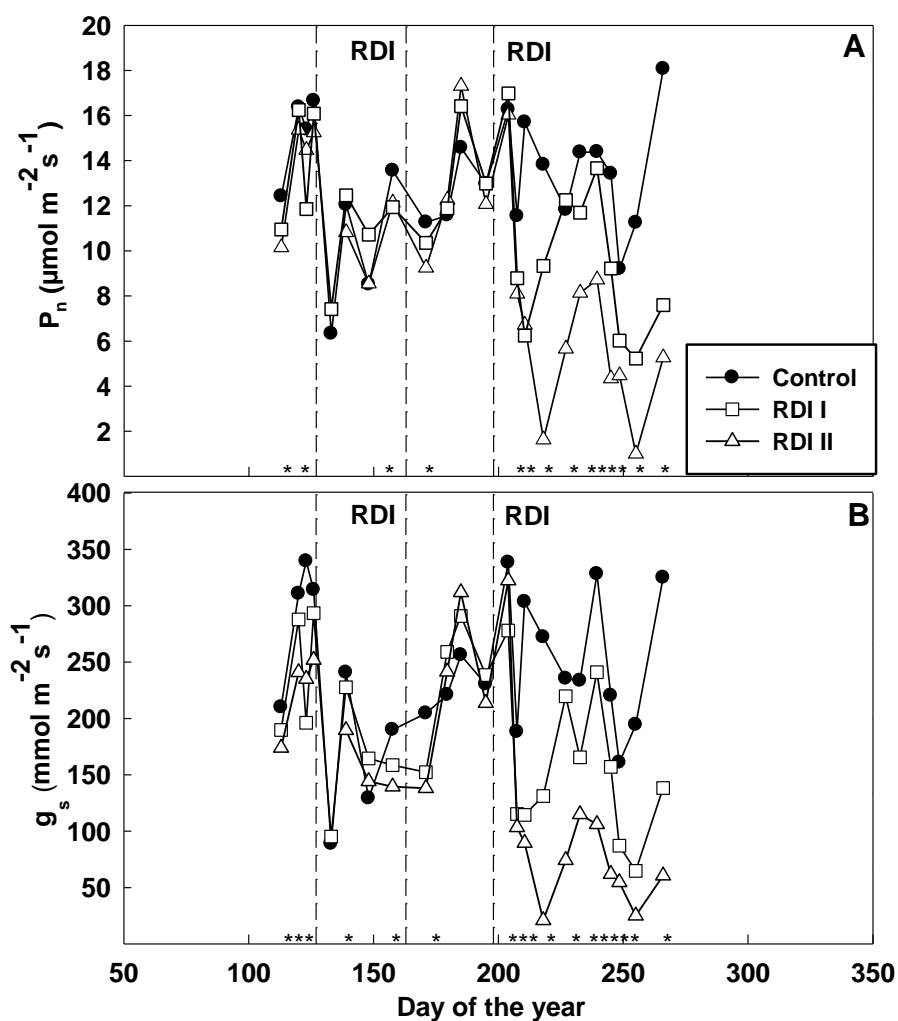 A
RDI
RDI
20
18
16
14
12
10
8
6
4
2
Pn (µmol m-2s-1)
Control
RDI I
RDI II
* * * * * * * * * * * * * *
B
RDI
RDI
400
350
300
250
200
150
100
50
gs (mmol m-2s-1)
* * * * * * * * * * * * * * * *
50 100 150 200 250 300 350
Day of the year